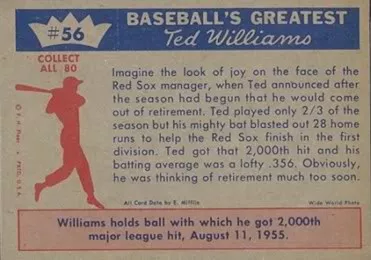 #56
BASEBALL'S GREATEST
Ted Williams
COLLECT
ALL 80
Imagine the look of joy on the face of the
Red Sox manager, when Ted announced after
the season had begun that he would come
out of retirement. Ted played only 2/3 of the
season but his mighty bat blasted out 28 home
runs to help the Red Sox finish in the first
division. Ted got that 2,000th hit and his
batting average was a lofty .356. Obviously,
he was thinking of retirement much too soon.
All Card Data by E. Mifflin
Wide World Photo
Williams holds ball with which he got 2,000th
major league hit, August 11, 1955.